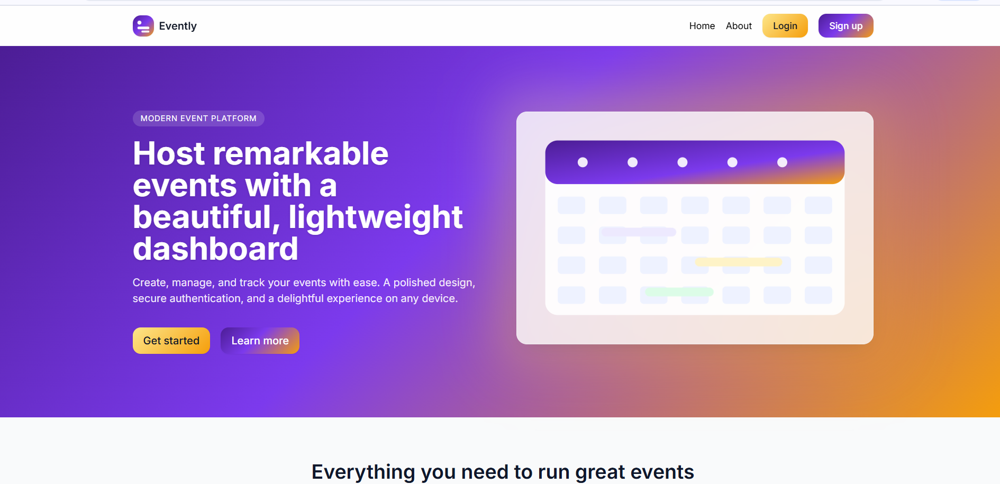 Evently
Home
About
Login
Sign up
MODERN EVENT PLATFORM
Host remarkable
events with a
beautiful, lightweight
dashboard
Create, manage, and track your events with ease. A polished design,
secure authentication, and a delightful experience on any device.
Get started
Learn more
Everything you need to run great events